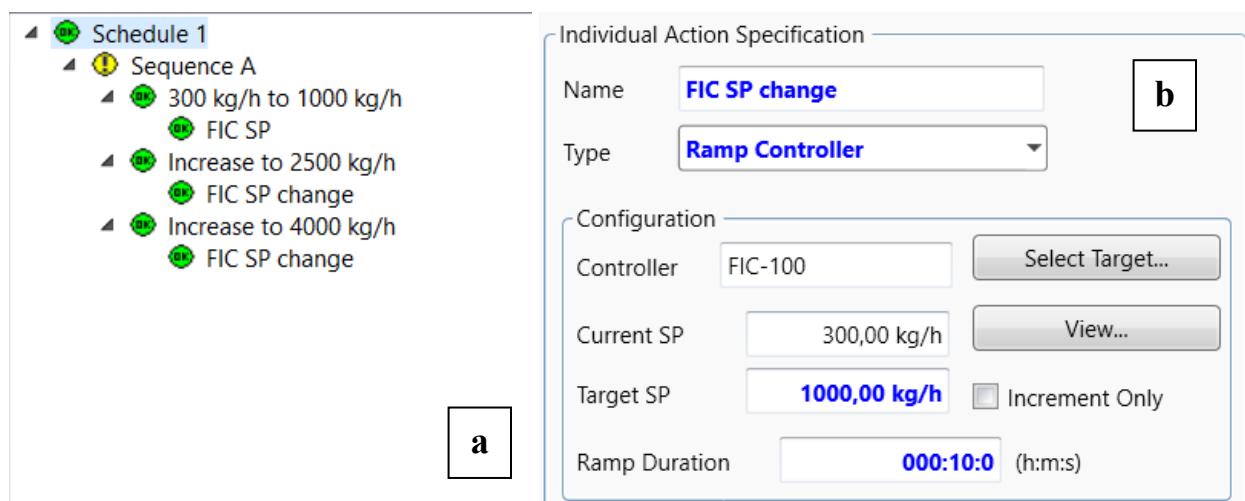 Schedule 1
Sequence A
300 kg/h to 1000 kg/h
FIC SP
Increase to 2500 kg/h
FIC SP change
Increase to 4000 kg/h
FIC SP change
a
Individual Action Specification
Name FIC SP change
b
Type Ramp Controller
Configuration
Controller FIC-100 Select Target...
Current SP 300,00 kg/h View...
Target SP 1000,00 kg/h Increment Only
Ramp Duration 000:10:0 (h:m:s)